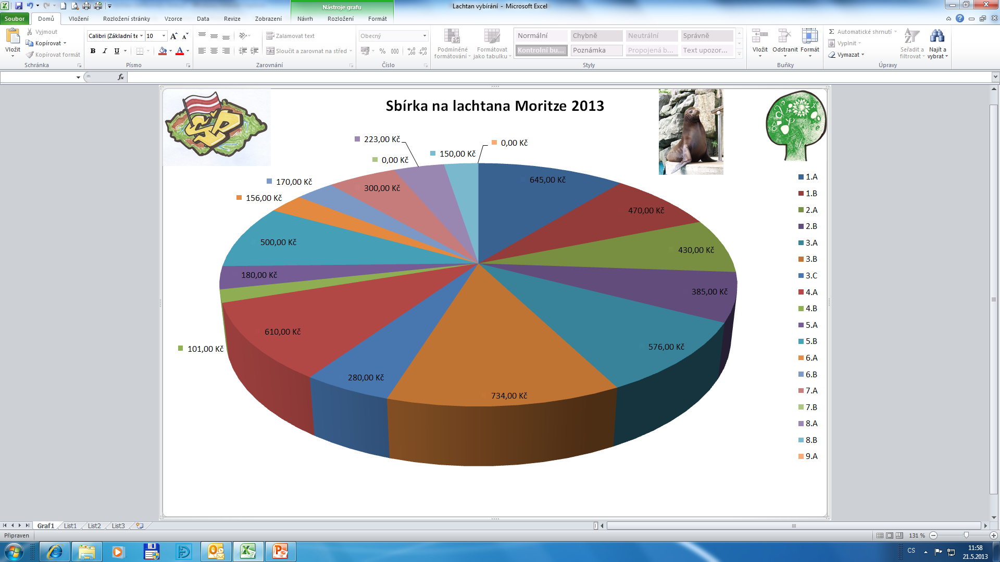 Nástroje grafu
Lachtan vybírání - Microsoft Excel
Soubor
Domů
Vložení
Rozložení stránky
Vzorce
Data
Revize
Zobrazení
Návrh
Rozložení
Formát
Vložit
Vyjmout
Kopírovat
Kopírovat formát
Schránka
Calibri (Základní te
10
B I U
Písmo
Zalamovat text
Sloučit a zarovnat na střed
Zarovnání
Obecný
% 000
Číslo
Podmíněné
formátování
Formátovat
jako tabulku
Normální
Chybně
Neutrální
Správně
Kontrolní bu...
Poznámka
Propojená b...
Text upozor...
Styly
Vložit
Odstranit
Formát
Buňky
Automatické shrnutí
Vyplnit
Vymazat
Seřadit a
filtrovat
Najít a
vybrat
Úpravy
fx
SP
Sbírka na lachtana Moritze 2013
223,00 Kč
0,00 Kč
0,00 Kč
150,00 Kč
170,00 Kč
156,00 Kč
300,00 Kč
645,00 Kč
470,00 Kč
500,00 Kč
430,00 Kč
180,00 Kč
385,00 Kč
610,00 Kč
101,00 Kč
576,00 Kč
280,00 Kč
734,00 Kč
1.A
1.B
2.A
2.B
3.A
3.B
3.C
4.A
4.B
5.A
5.B
6.A
6.B
7.A
7.B
8.A
8.B
9.A
Graf1
List1
List2
List3
Připraven
131 %
CS
11:58
21.5.2013